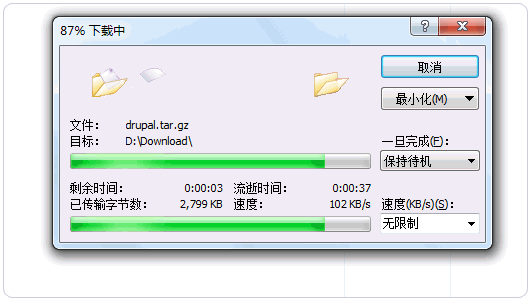 87% 下载中
取消
最小化(M)
文件: drupal.tar.gz
目标: D:\Download\
一旦完成(F):
保持待机
剩余时间: 0:00:03 流逝时间: 0:00:37
已传输字节数: 2,799 KB 速度: 102 KB/s
速度(KB/s)(S):
无限制